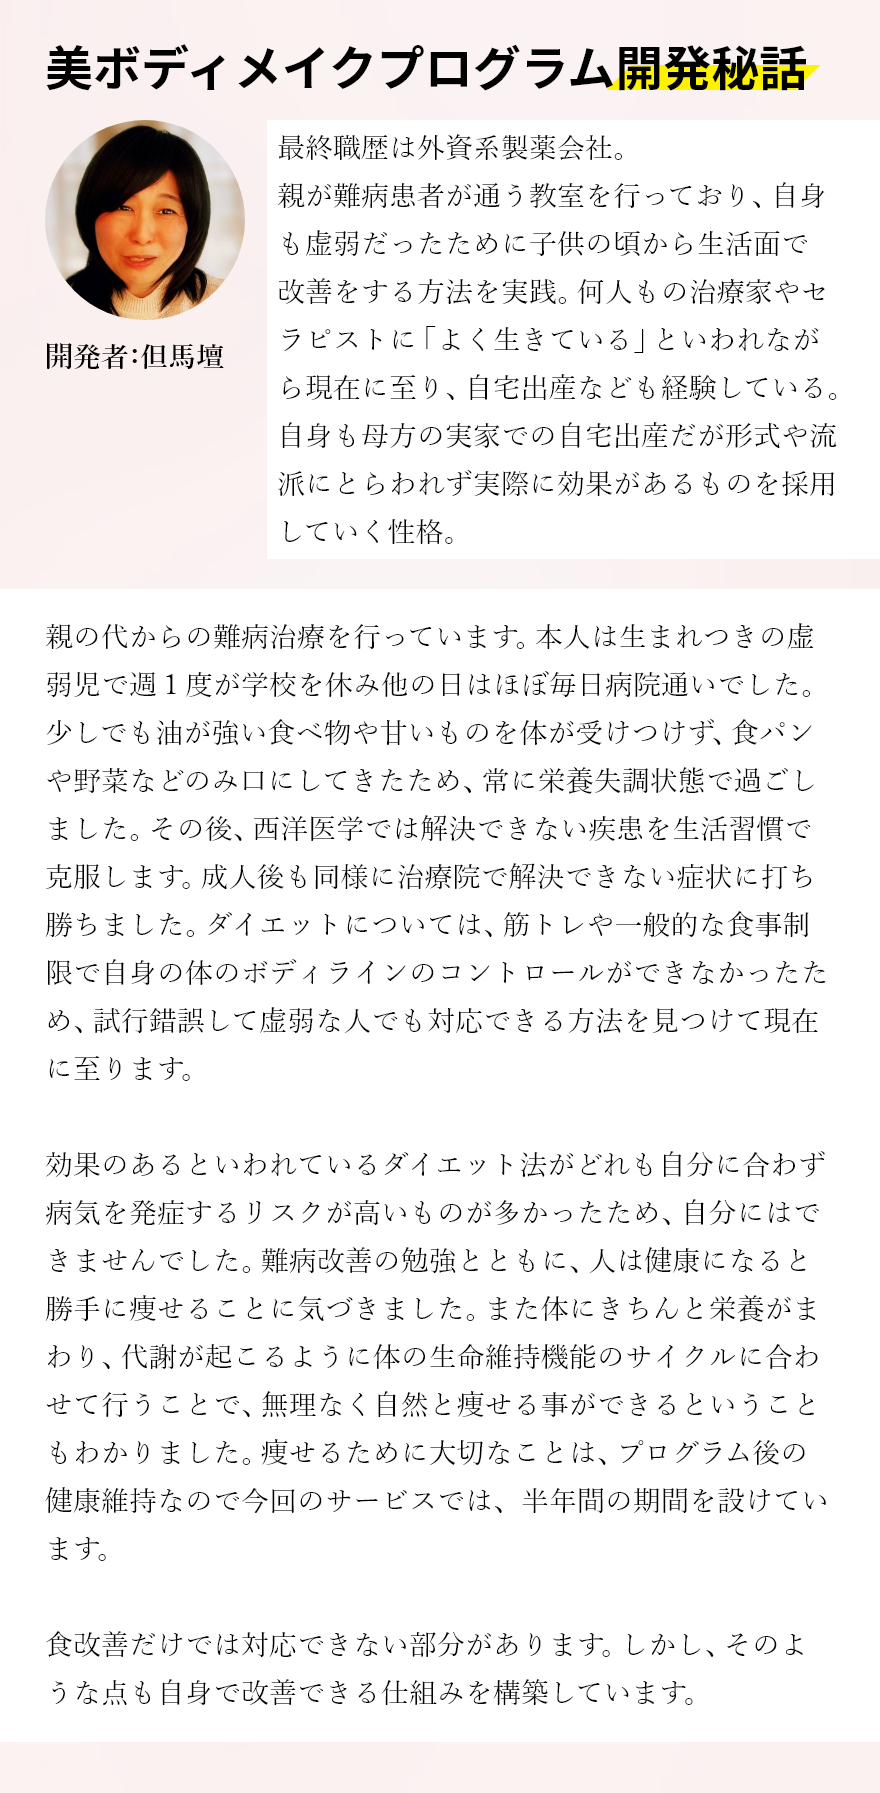 美ボディメイクプログラム開発秘話
最終職歴は外資系製薬会社。
親が難病患者が通う教室を行っており、自身
も虚弱だったために子供の頃から生活面で
改善をする方法を実践。何人もの治療家やセ
ラピストに「よく生きている」といわれなが
ら現在に至り、自宅出産なども経験している。
自身も母方の実家での自宅出産だが形式や流
派にとらわれず実際に効果があるものを採用
していく性格。
開発者:但馬壇
親の代からの難病治療を行っています。本人は生まれつきの虚
弱児で週1度が学校を休み他の日はほぼ毎日病院通いでした。
少しでも油が強い食べ物や甘いものを体が受けつけず、食パン
や野菜などのみ口にしてきたため、常に栄養失調状態で過ごし
ました。その後、西洋医学では解決できない疾患を生活習慣で
克服します。成人後も同様に治療院で解決できない症状に打ち
勝ちました。ダイエットについては、筋トレや一般的な食事制
限で自身の体のボディラインのコントロールができなかったた
め、試行錯誤して虚弱な人でも対応できる方法を見つけて現在
に至ります。
効果のあるといわれているダイエット法がどれも自分に合わず
病気を発症するリスクが高いものが多かったため、自分にはで
きませんでした。難病改善の勉強とともに、人は健康になると
勝手に痩せることに気づきました。また体にきちんと栄養がま
わり、代謝が起こるように体の生命維持機能のサイクルに合わ
せて行うことで、無理なく自然と痩せる事ができるということ
もわかりました。痩せるために大切なことは、プログラム後の
健康維持なので今回のサービスでは、半年間の期間を設けてい
ます。
食改善だけでは対応できない部分があります。しかし、そのよ
うな点も自身で改善できる仕組みを構築しています。